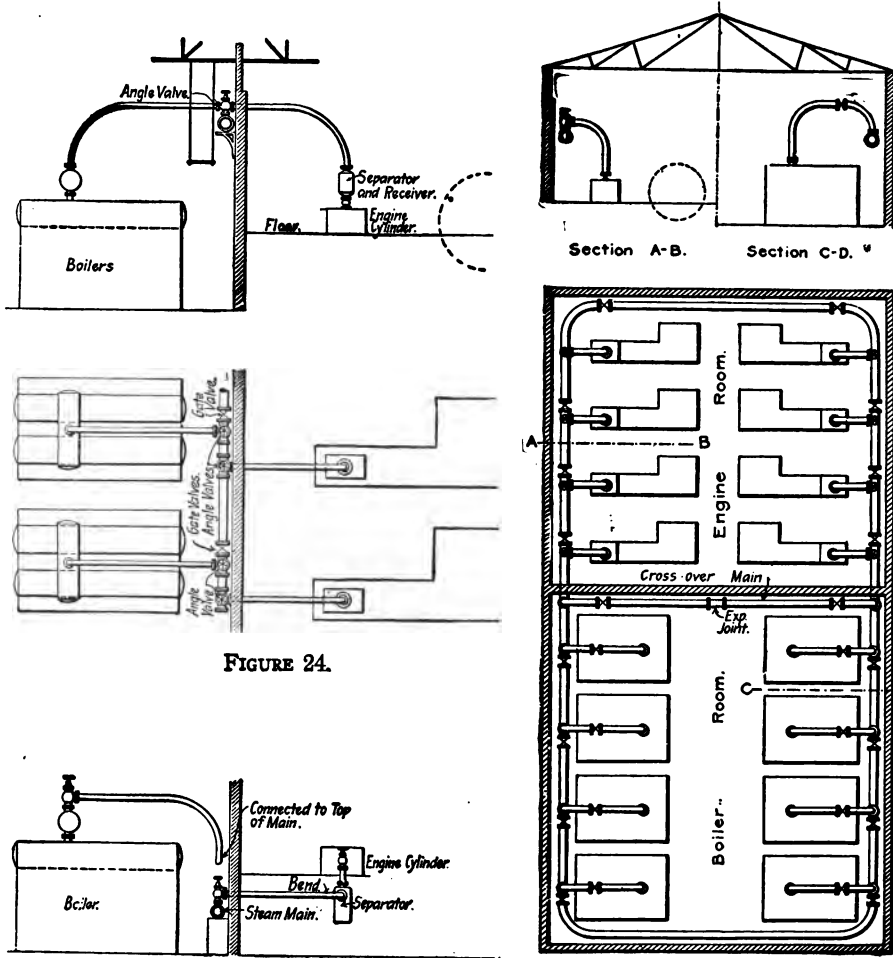 Angle Valve.
Separator
and Receiver.
Engine
Cylinder.
Floor.
Boilers
Gate
Valve.
Gate Valves.
Angle Valves
Angle
Valve
FIGURE 24.
Connected to Top
of Main.
Engine Cylinder.
Bend.
Boiler.
Steam Main.
Separator.
Section A-B.
Section C-D.
Room.
A
B
Engine
Cross-over Main
Exp.
Joint.
Room.
C
Boiler.